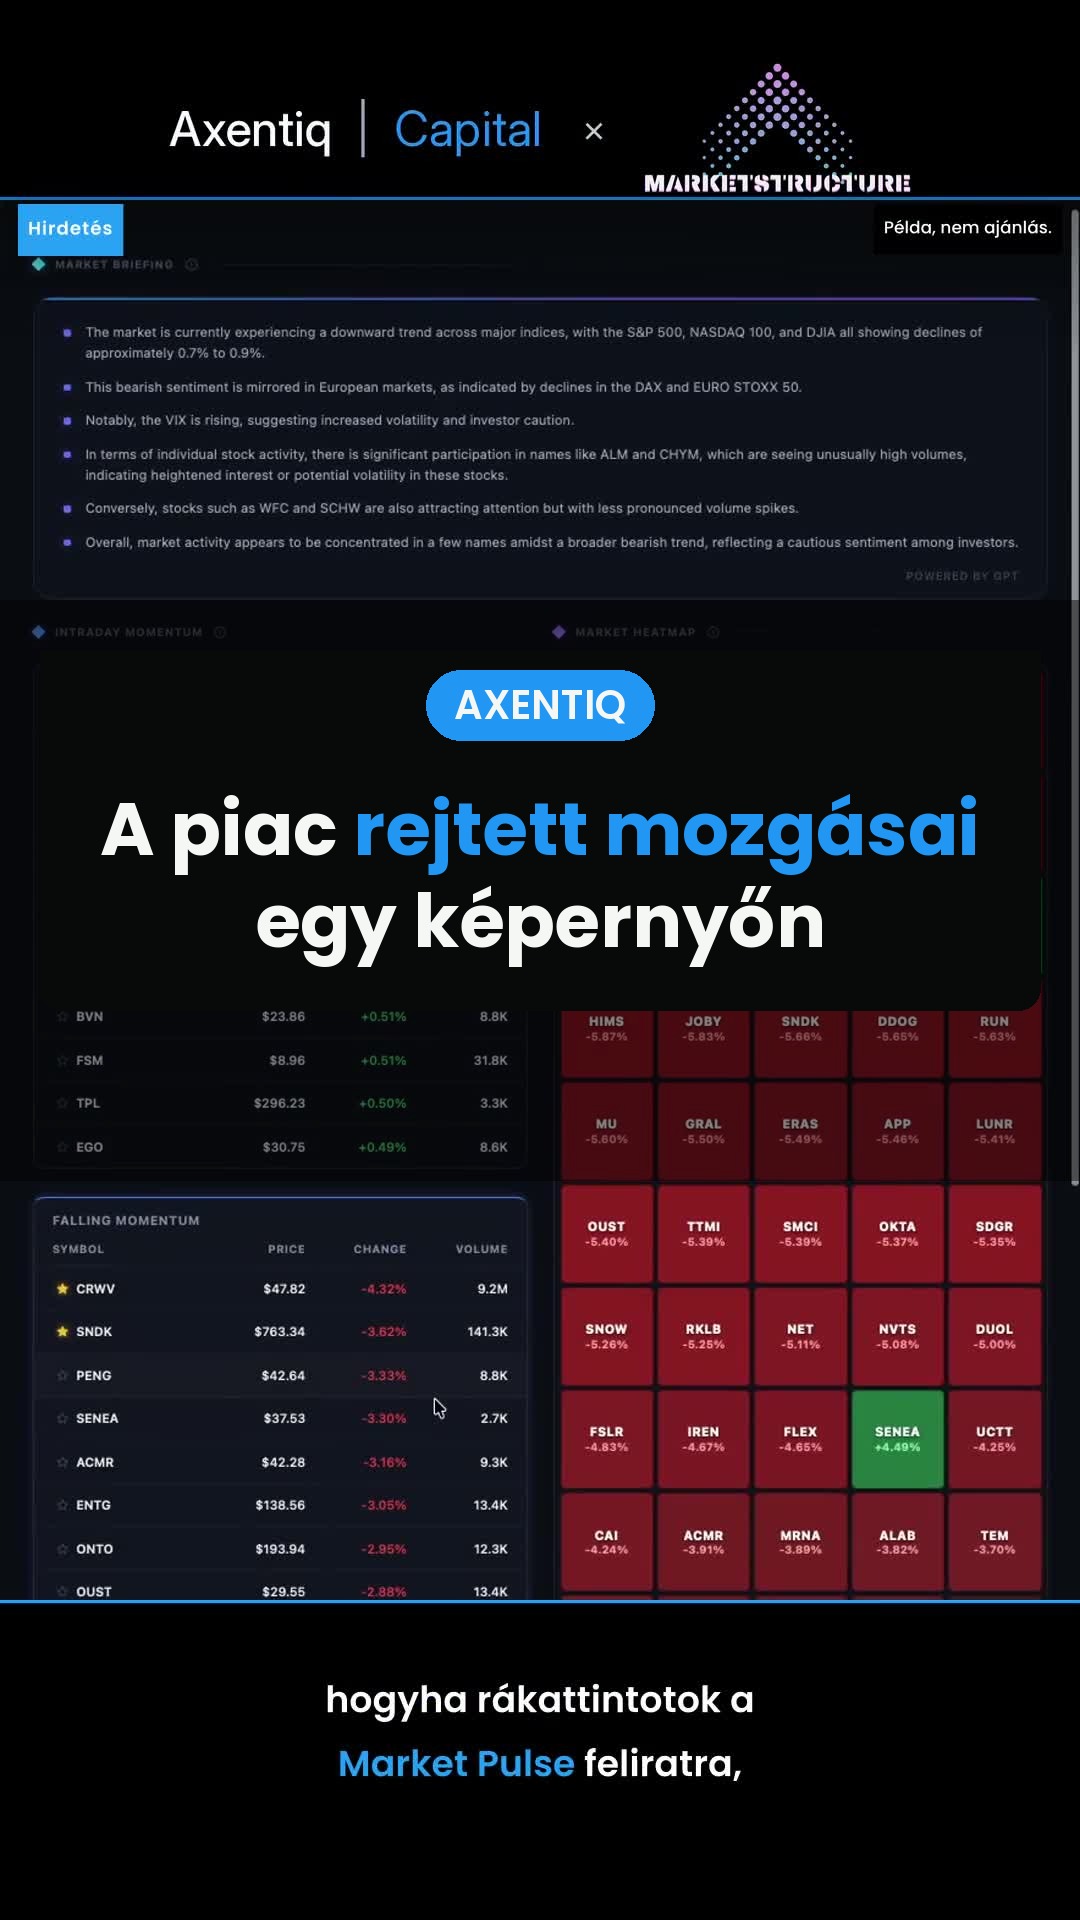 Axentiq | Capital × MARKETSTRUCTURE
Hirdetés
Példa, nem ajánlás.
MARKET BRIEFING
The market is currently experiencing a downward trend across major indices, with the S&P 500, NASDAQ 100, and DJIA all showing declines of
approximately 0.7% to 0.9%.
This bearish sentiment is mirrored in European markets, as indicated by declines in the DAX and EURO STOXX 50.
Notably, the VIX is rising, suggesting increased volatility and investor caution.
In terms of individual stock activity, there is significant participation in names like ALM and CHYM, which are seeing unusually high volumes,
indicating heightened interest or potential volatility in these stocks.
Conversely, stocks such as WFC and SCHW are also attracting attention but with less pronounced volume spikes.
Overall, market activity appears to be concentrated in a few names amidst a broader bearish trend, reflecting a cautious sentiment among investors.
POWERED BY GPT
INTRADAY MOMENTUM
MARKET HEATMAP
AXENTIQ
A piac rejtett mozgásai
egy képernyőn
BVN $23.86 +0.51% 8.8K
FSM $8.96 +0.51% 31.8K
TPL $296.23 +0.50% 3.3K
EGO $30.75 +0.49% 8.6K
FALLING MOMENTUM
SYMBOL PRICE CHANGE VOLUME
CRWV $47.82 -4.32% 9.2M
SNDK $763.34 -3.62% 141.3K
PENG $42.64 -3.33% 8.8K
SENEA $37.53 -3.30% 2.7K
ACMR $42.28 -3.16% 9.3K
ENTG $138.56 -3.05% 13.4K
ONTO $193.94 -2.95% 12.3K
OUST $29.55 -2.88% 13.4K
HIMS JOBY SNDK DDOG RUN
-5.87% -5.83% -5.66% -5.65% -5.63%
MU GRAL ERAS APP LUNR
-5.60% -5.50% -5.49% -5.46% -5.41%
OUST TTMI SMCI OKTA SDGR
-5.40% -5.39% -5.39% -5.37% -5.35%
SNOW RKLB NET NVTS DUOL
-5.26% -5.25% -5.11% -5.08% -5.00%
FSLR IREN FLEX SENEA UCTT
-4.83% -4.67% -4.65% +4.49% -4.25%
CAI ACMR MRNA ALAB TEM
-4.24% -3.91% -3.89% -3.82% -3.70%
hogyha rákattintotok a
Market Pulse feliratra,